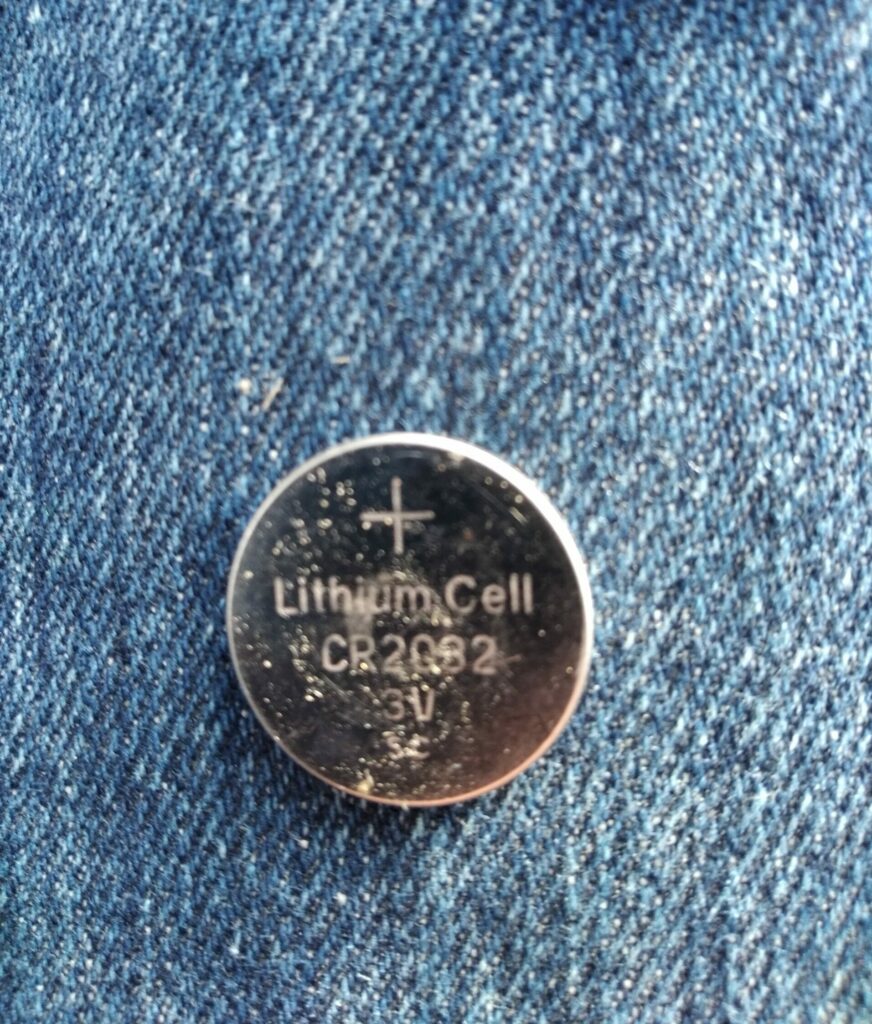 +
Lithium Cell
CR2032
3V